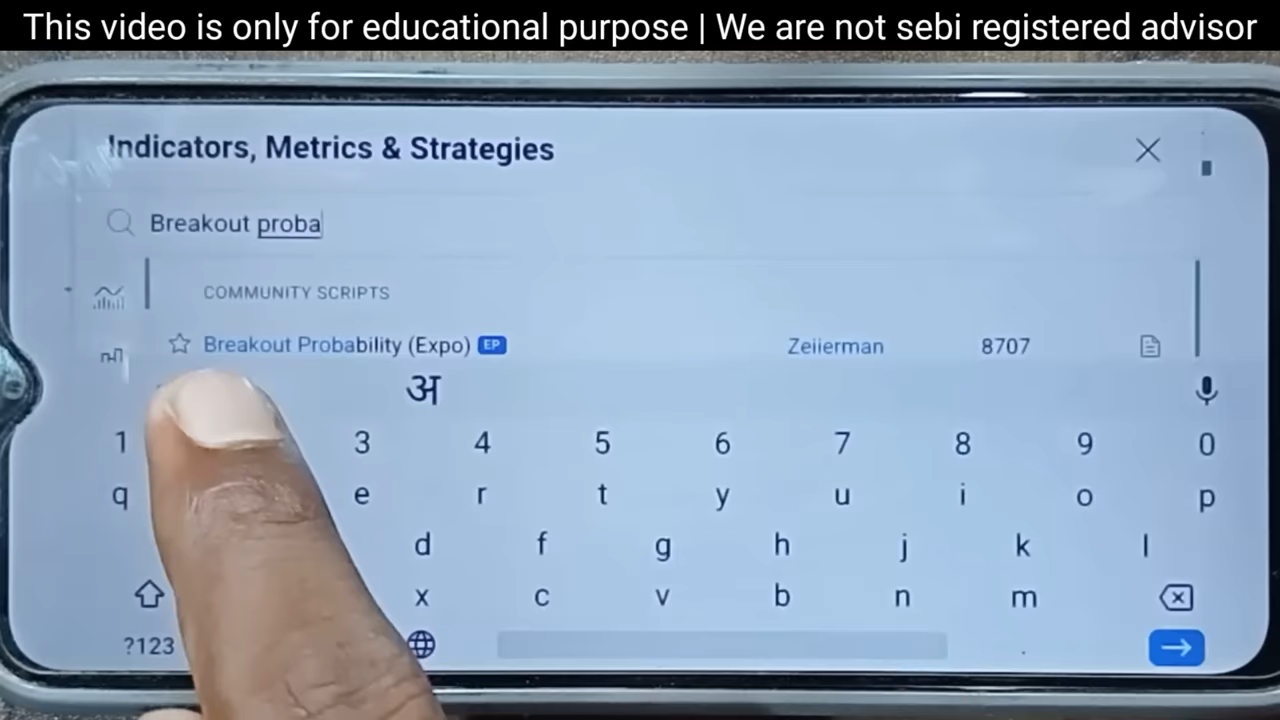 This video is only for educational purpose | We are not sebi registered advisor
Indicators, Metrics & Strategies
Breakout proba
COMMUNITY SCRIPTS
Breakout Probability (Expo) EP Zeiierman 8707
अ
1 3 4 5 6 7 8 9 0
q e r t y u i o p
d f g h j k l
x c v b n m
?123 .